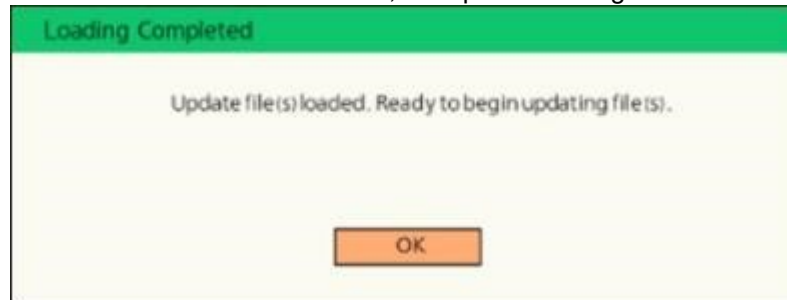 Loading Completed
Update file(s) loaded. Ready to begin updating file(s).
OK